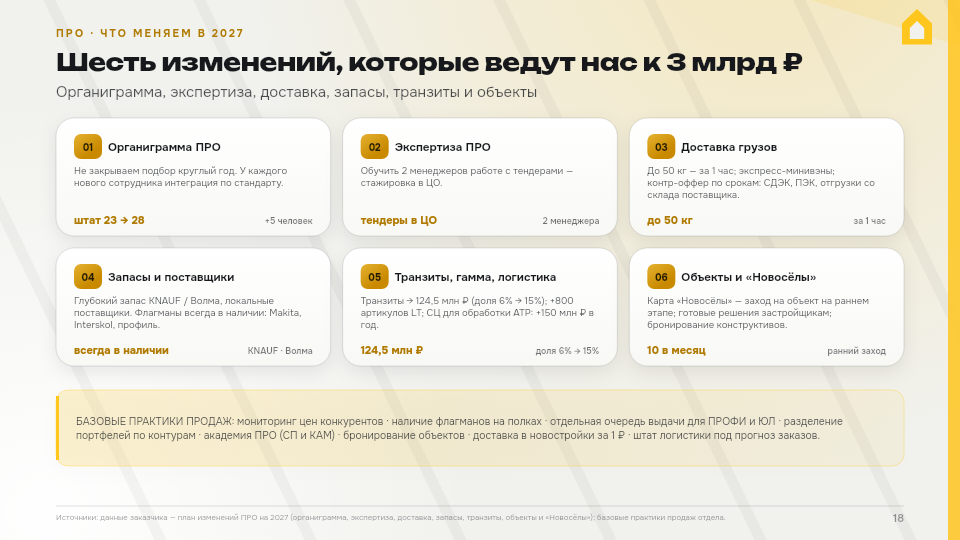 ПРО · ЧТО МЕНЯЕМ В 2027
Шесть изменений, которые ведут нас к 3 млрд ₽
Органиграмма, экспертиза, доставка, запасы, транзиты и объекты
01 Органиграмма ПРО
Не закрываем подбор круглый год. У каждого
нового сотрудника интеграция по стандарту.
штат 23 → 28
+5 человек
02 Экспертиза ПРО
Обучить 2 менеджеров работе с тендерами —
стажировка в ЦО.
тендеры в ЦО
2 менеджера
03 Доставка грузов
До 50 кг — за 1 час; экспресс-минивэны;
контр-оффер по срокам: СДЭК, ПЭК, отгрузки со
склада поставщика.
до 50 кг
за 1 час
04 Запасы и поставщики
Глубокий запас KNAUF / Волма, локальные
поставщики. Флагманы всегда в наличии: Makita,
Interskol, профиль.
всегда в наличии
KNAUF · Волма
05 Транзиты, гамма, логистика
Транзиты → 124,5 млн ₽ (доля 6% → 15%); +800
артикулов LT; СЦ для обработки АТР: +150 млн ₽ в
год.
124,5 млн ₽
доля 6% → 15%
06 Объекты и «Новосёлы»
Карта «Новосёлы» — заход на объект на раннем
этапе; готовые решения застройщикам;
бронирование конструктивов.
10 в месяц
ранний заход
БАЗОВЫЕ ПРАКТИКИ ПРОДАЖ: мониторинг цен конкурентов · наличие флагманов на полках · отдельная очередь выдачи для ПРОФИ и ЮЛ · разделение
портфелей по контурам · академия ПРО (СП и КАМ) · бронирование объектов · доставка в новостройки за 1 ₽ · штат логистики под прогноз заказов.
Источники: данные заказчика — план изменений ПРО на 2027 (органиграмма, экспертиза, доставка, запасы, транзиты, объекты и «Новосёлы»); базовые практики продаж отдела.
18